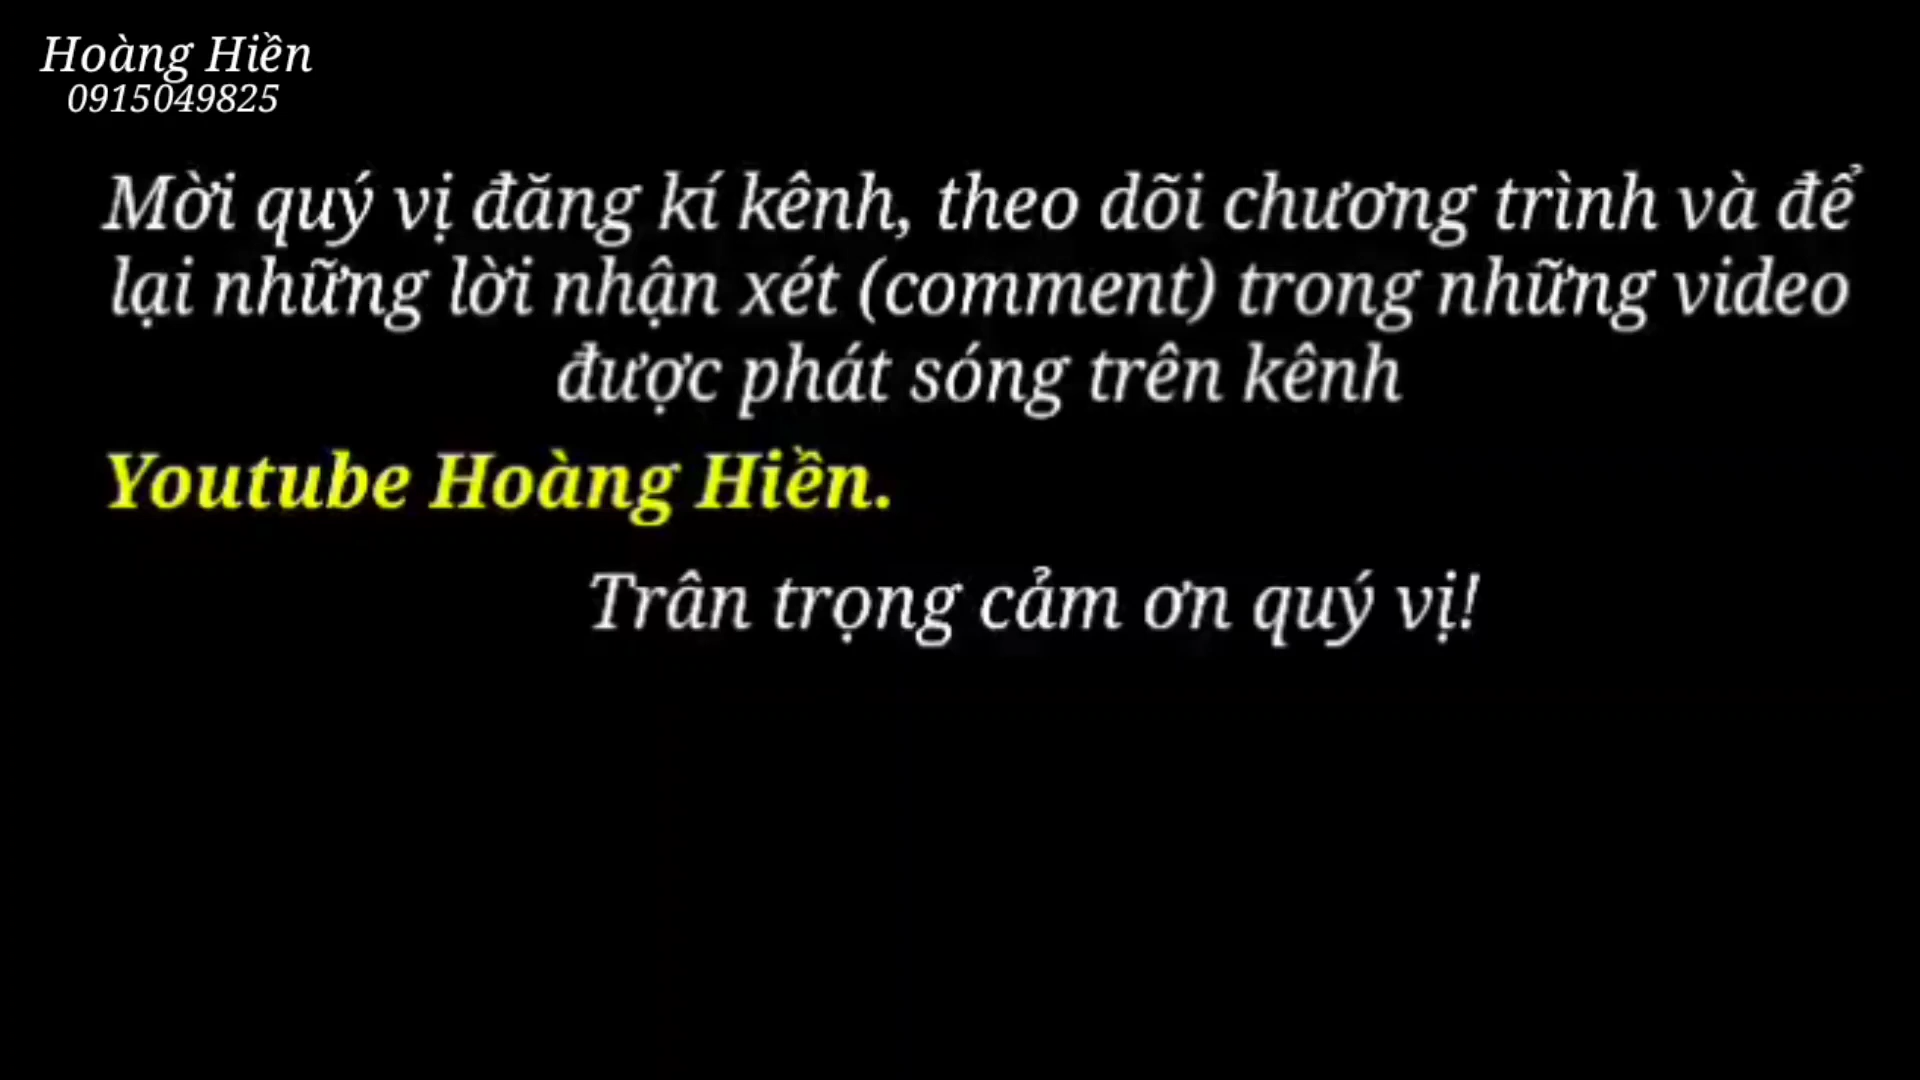 Hoàng Hiền
0915049825
Mời quý vị đăng kí kênh, theo dõi chương trình và để
lại những lời nhận xét (comment) trong những video
được phát sóng trên kênh
Youtube Hoàng Hiền.
Trân trọng cảm ơn quý vị!